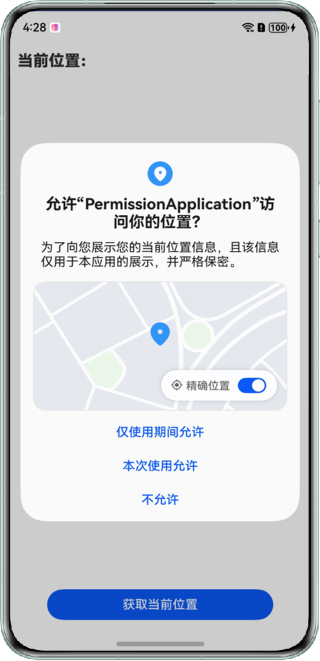 4:28
100
当前位置：
允许“PermissionApplication”访
问你的位置？
为了向您展示您的当前位置信息，且该信息
仅用于本应用的展示，并严格保密。
精确位置
仅使用期间允许
本次使用允许
不允许
获取当前位置